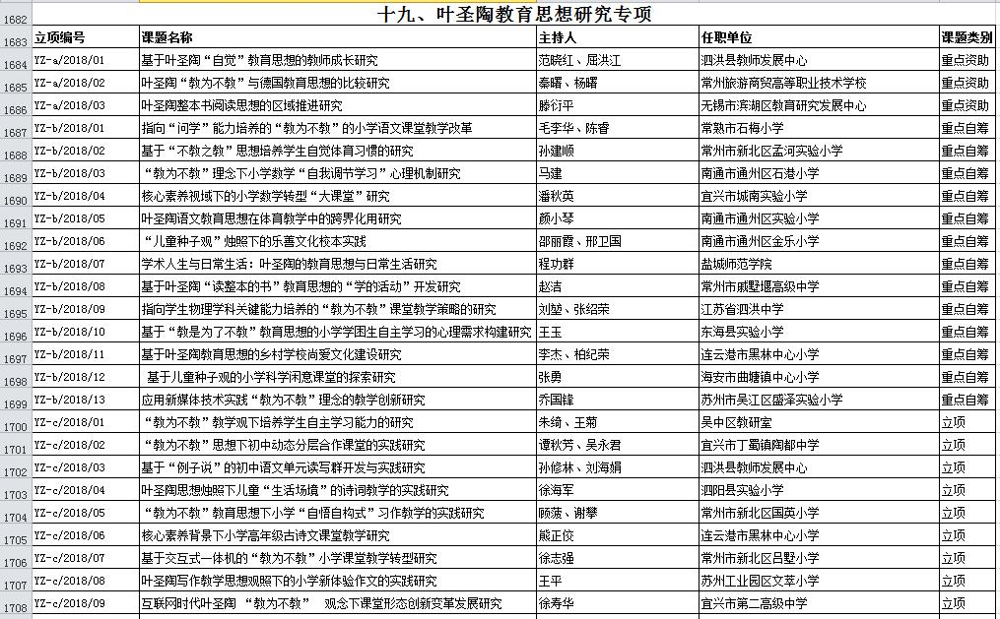 1682 十九、叶圣陶教育思想研究专项
1683 立项编号 课题名称 主持人 任职单位 课题类别
1684 YZ-a/2018/01 基于叶圣陶“自觉”教育思想的教师成长研究 范晓红、屈洪江 泗洪县教师发展中心 重点资助
1685 YZ-a/2018/02 叶圣陶“教为不教”与德国教育思想的比较研究 秦曙、杨曙 常州旅游商贸高等职业技术学校 重点资助
1686 YZ-a/2018/03 叶圣陶整本书阅读思想的区域推进研究 滕衍平 无锡市滨湖区教育研究发展中心 重点资助
1687 YZ-b/2018/01 指向“问学”能力培养的“教为不教”的小学语文课堂教学改革 毛李华、陈睿 常熟市石梅小学 重点自筹
1688 YZ-b/2018/02 基于“不教之教”思想培养学生自觉体育习惯的研究 孙建顺 常州市新北区孟河实验小学 重点自筹
1689 YZ-b/2018/03 “教为不教”理念下小学数学“自我调节学习”心理机制研究 马建 南通市通州区石港小学 重点自筹
1690 YZ-b/2018/04 核心素养视域下的小学数学转型“大课堂”研究 潘秋英 宜兴市城南实验小学 重点自筹
1691 YZ-b/2018/05 叶圣陶语文教育思想在体育教学中的跨界化用研究 颜小琴 南通市通州区实验小学 重点自筹
1692 YZ-b/2018/06 “儿童种子观”烛照下的乐善文化校本实践 邵丽霞、邢卫国 南通市通州区金乐小学 重点自筹
1693 YZ-b/2018/07 学术人生与日常生活：叶圣陶的教育思想与日常生活研究 程功群 盐城师范学院 重点自筹
1694 YZ-b/2018/08 基于叶圣陶“读整本的书”教育思想的“学的活动”开发研究 赵洁 常州市戚墅堰高级中学 重点自筹
1695 YZ-b/2018/09 指向学生物理学科关键能力培养的“教为不教”课堂教学策略的研究 刘堃、张绍荣 江苏省泗洪中学 重点自筹
1696 YZ-b/2018/10 基于“教是为了不教”教育思想的小学学困生自主学习的心理需求构建研究 王玉 东海县实验小学 重点自筹
1697 YZ-b/2018/11 基于叶圣陶教育思想的乡村学校尚爱文化建设研究 李杰、柏纪荣 连云港市黑林中心小学 重点自筹
1698 YZ-b/2018/12 基于儿童种子观的小学科学闲意课堂的探索研究 张勇 海安市曲塘镇中心小学 重点自筹
1699 YZ-b/2018/13 应用新媒体技术实践“教为不教”理念的教学创新研究 乔国锋 苏州市吴江区盛泽实验小学 重点自筹
1700 YZ-c/2018/01 “教为不教”教学观下培养学生自主学习能力的研究 朱绮、王菊 吴中区教研室 立项
1701 YZ-c/2018/02 “教为不教”思想下初中动态分层合作课堂的实践研究 谭秋芳、吴永君 宜兴市丁蜀镇陶都中学 立项
1702 YZ-c/2018/03 基于“例子说”的初中语文单元读写群开发与实践研究 孙修林、刘海娟 泗洪县教师发展中心 立项
1703 YZ-c/2018/04 叶圣陶思想烛照下儿童“生活场境”的诗词教学的实践研究 徐海军 泗阳县实验小学 立项
1704 YZ-c/2018/05 “教为不教”教育思想下小学“自悟自构式”习作教学的实践研究 顾菠、谢攀 常州市新北区国英小学 立项
1705 YZ-c/2018/06 核心素养背景下小学高年级古诗文课堂教学研究 熊正佼 连云港市黑林中心小学 立项
1706 YZ-c/2018/07 基于交互式一体机的“教为不教”小学课堂教学转型研究 徐志强 常州市新北区吕墅小学 立项
1707 YZ-c/2018/08 叶圣陶写作教学思想观照下的小学新体验作文的实践研究 王平 苏州工业园区文萃小学 立项
1708 YZ-c/2018/09 互联网时代叶圣陶 “教为不教” 观念下课堂形态创新变革发展研究 徐寿华 宜兴市第二高级中学 立项